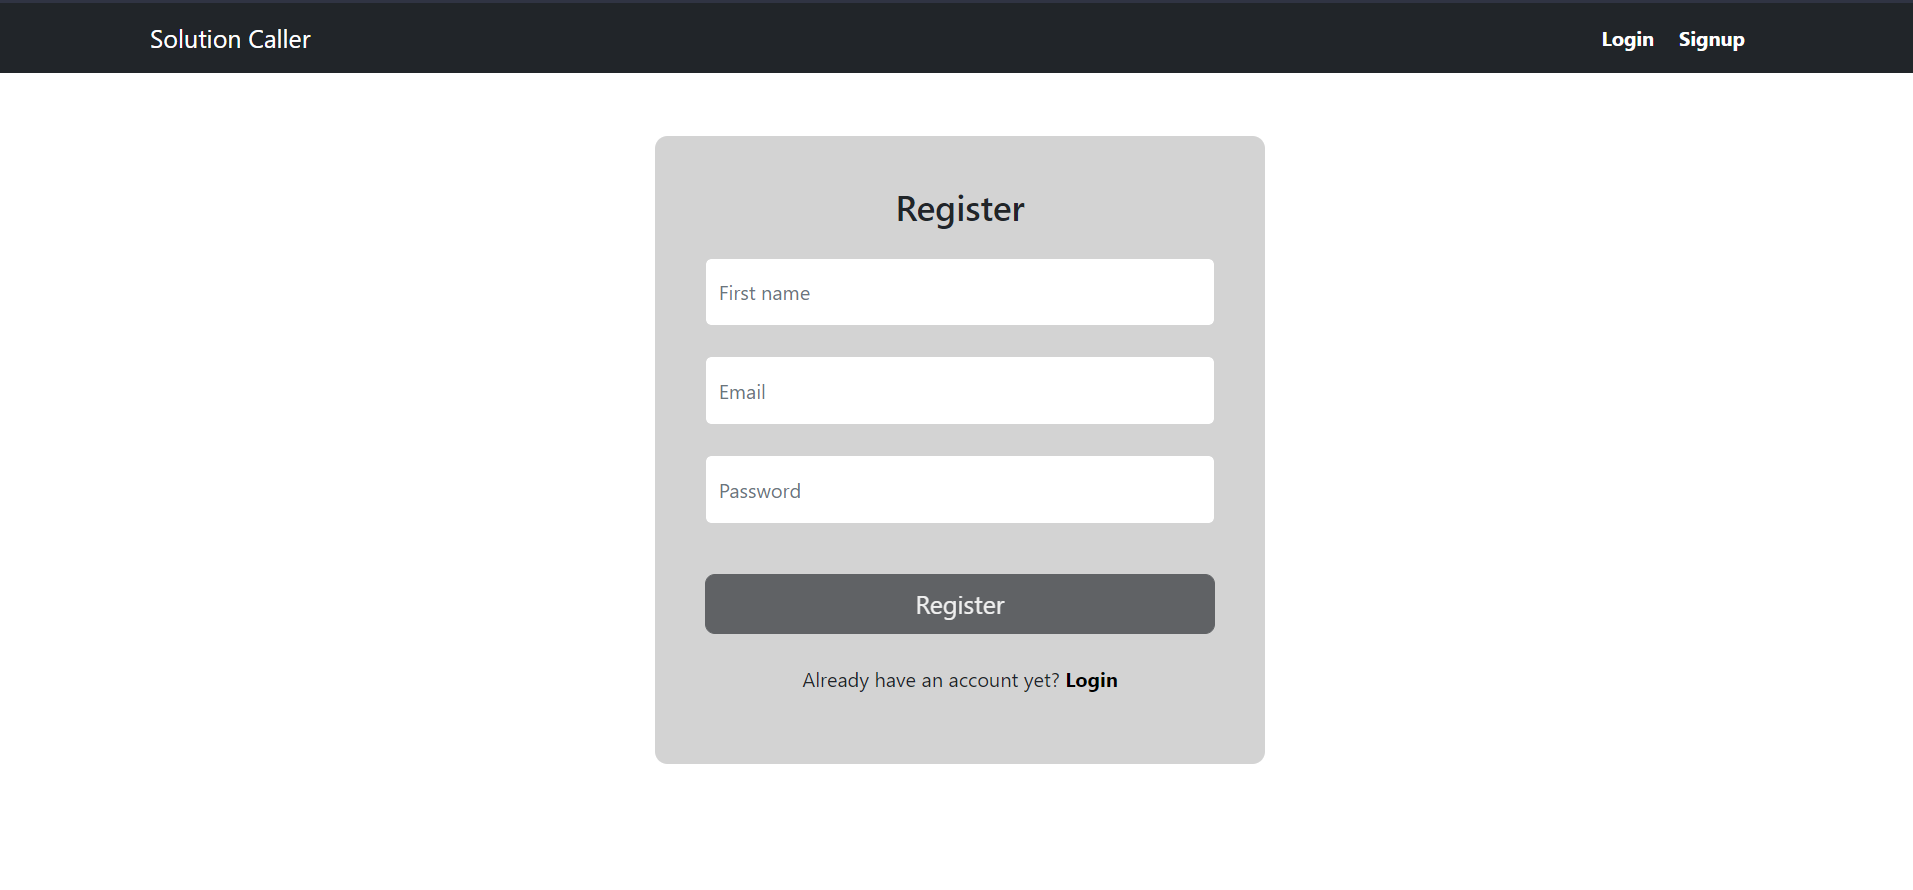 Solution Caller
Login Signup
Register
First name
Email
Password
Register
Already have an account yet? Login